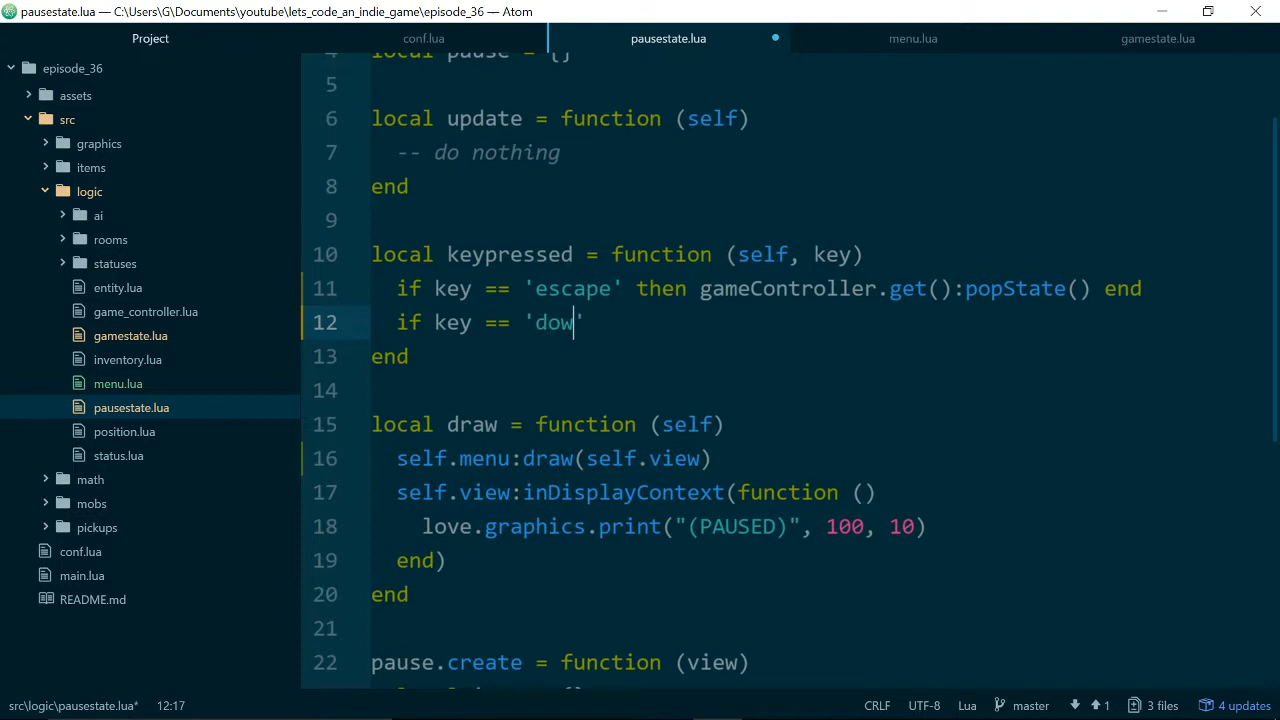 pausestate.lua — C:\Users\G\Documents\youtube\lets_code_an_indie_game\episode_36 — Atom
Project
conf.lua
pausestate.lua
menu.lua
gamestate.lua
episode_36
assets
src
graphics
items
logic
ai
rooms
statuses
entity.lua
game_controller.lua
gamestate.lua
inventory.lua
menu.lua
pausestate.lua
position.lua
status.lua
math
mobs
pickups
conf.lua
main.lua
README.md
4 local pause = {}
5
6 local update = function (self)
7 -- do nothing
8 end
9
10 local keypressed = function (self, key)
11 if key == 'escape' then gameController.get():popState() end
12 if key == 'dow'
13 end
14
15 local draw = function (self)
16 self.menu:draw(self.view)
17 self.view:inDisplayContext(function ()
18 love.graphics.print("(PAUSED)", 100, 10)
19 end)
20 end
21
22 pause.create = function (view)
src\logic\pausestate.lua* 12:17 CRLF UTF-8 Lua master 1 3 files 4 updates